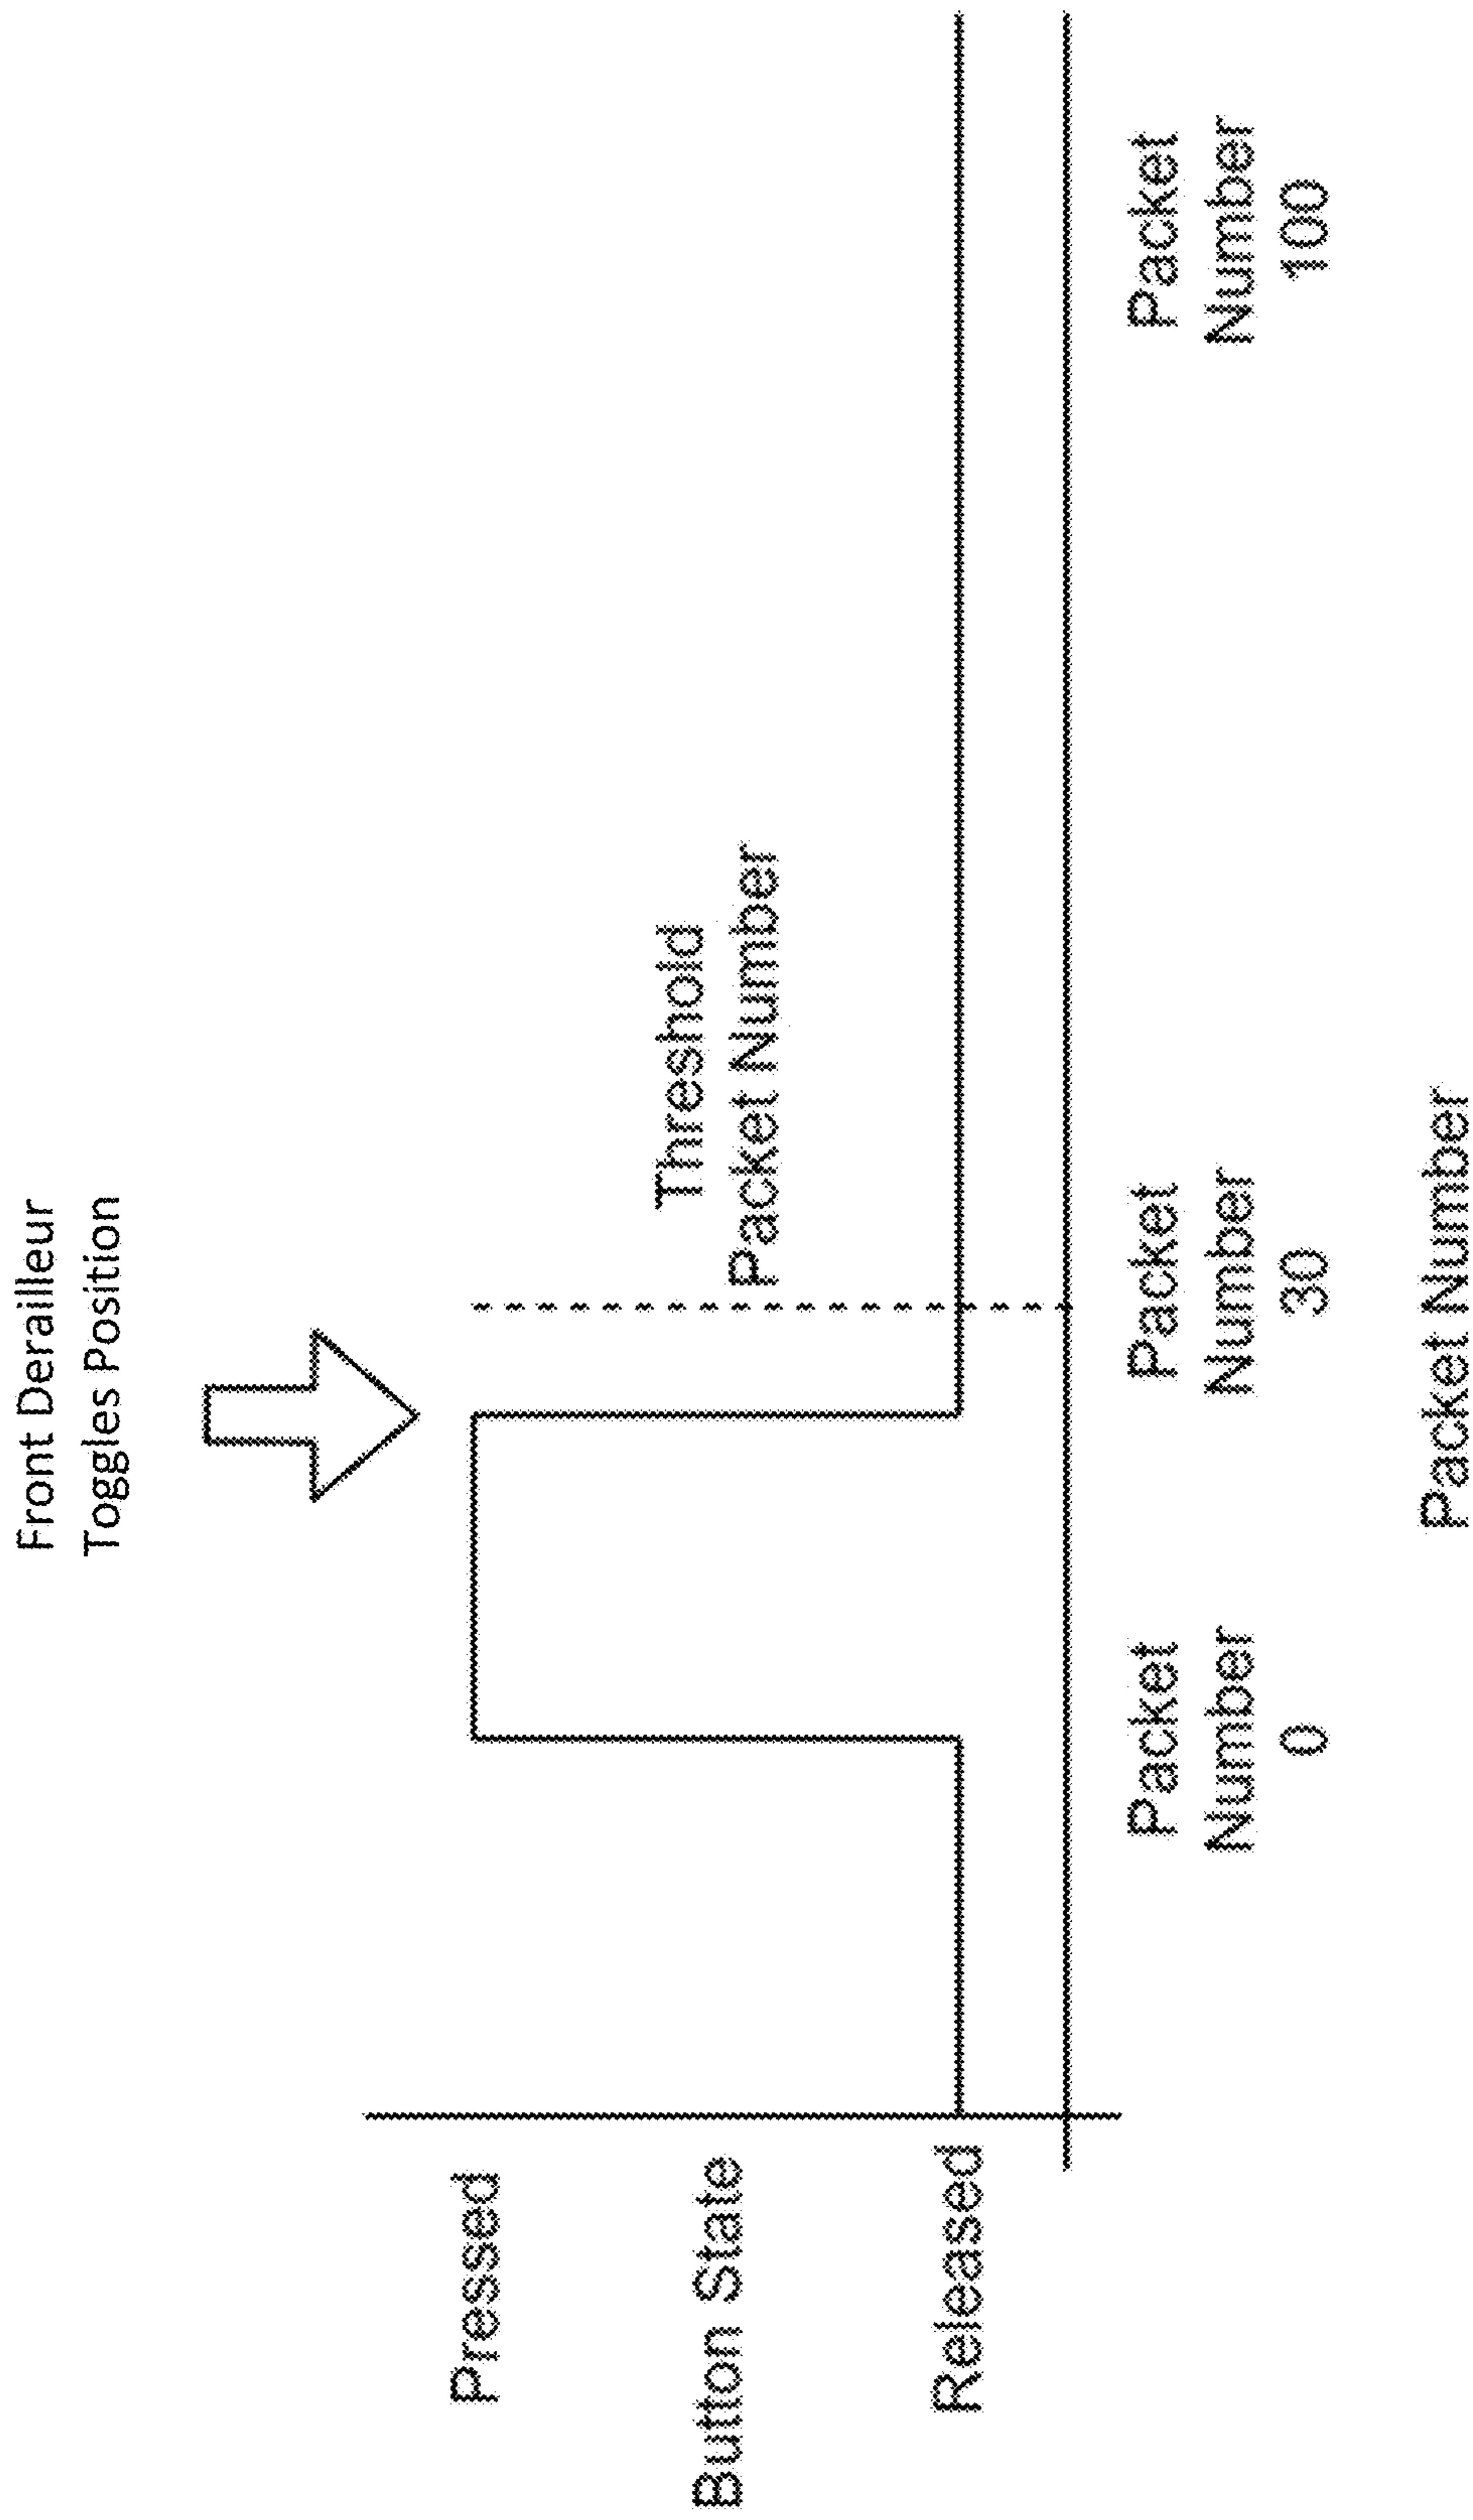 Front Derailleur
Toggles Position
Pressed
Button State
Released
Threshold
Packet Number
Packet
Number
0
Packet
Number
30
Packet
Number
100
Packet Number